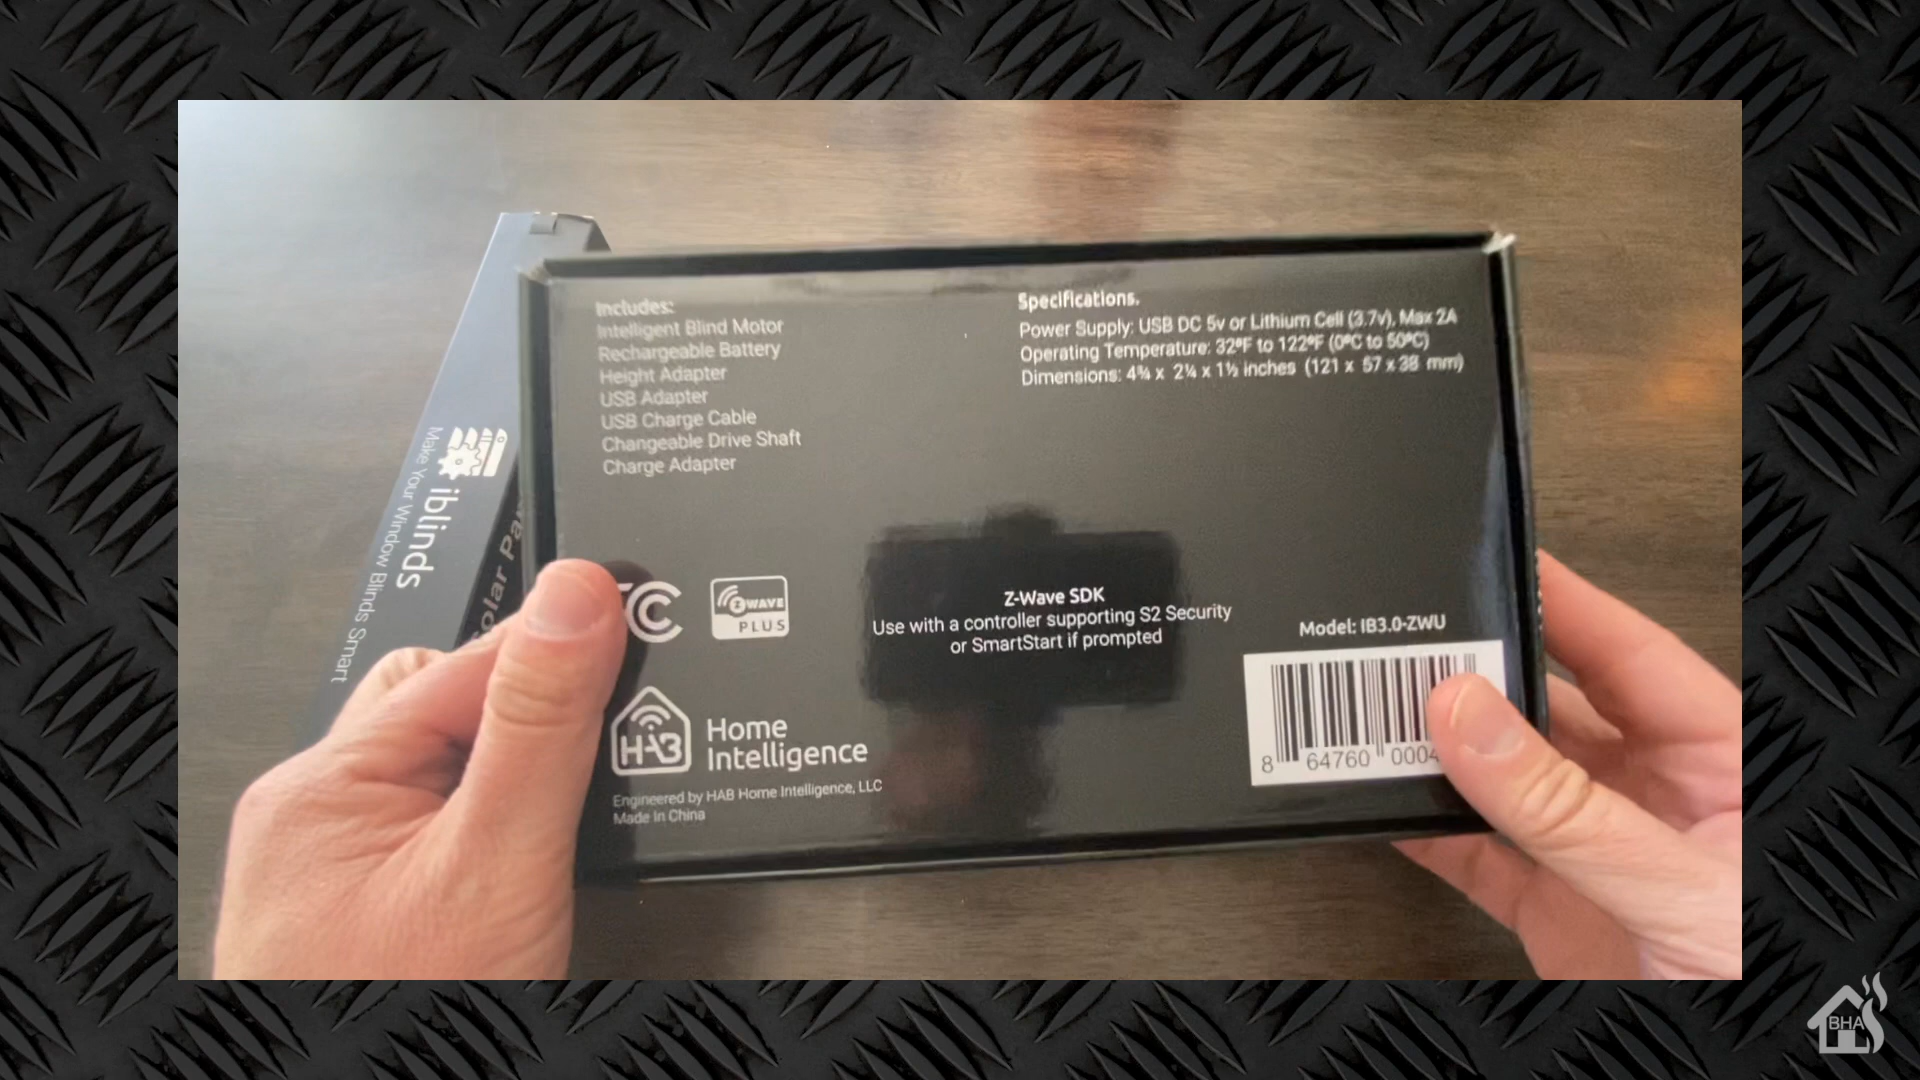 Includes:
Intelligent Blind Motor
Rechargeable Battery
Height Adapter
USB Adapter
USB Charge Cable
Changeable Drive Shaft
Charge Adapter
Specifications.
Power Supply: USB DC 5v or Lithium Cell (3.7v), Max 2A
Operating Temperature: 32ºF to 122ºF (0ºC to 50ºC)
Dimensions: 4¾ x 2¼ x 1½ inches (121 x 57 x 38 mm)
iblinds
Make Your Window Blinds Smart
Z WAVE
PLUS
Z-Wave SDK
Use with a controller supporting S2 Security
or SmartStart if prompted
Model: IB3.0-ZWU
8 64760 0004
HAB
Home
Intelligence
Engineered by HAB Home Intelligence, LLC
Made In China
BHA